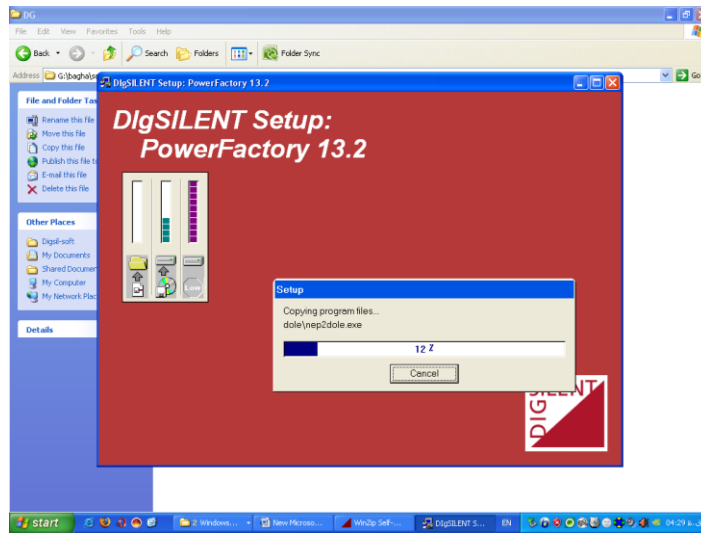 DG
File Edit View Favorites Tools Help
Back Search Folders Folder Sync
Address Go
DIgSILENT Setup: PowerFactory 13.2
File and Folder Tas
Rename this file
Move this file
Copy this file
Publish this file to
E-mail this file
Delete this file
Other Places
Digsil-soft
My Documents
Shared Documen
My Computer
My Network Plac
Details
DIgSILENT Setup:
PowerFactory 13.2
Low
Setup
Copying program files...
dole\nep2dole.exe
12 %
Cancel
DIGSILENT
start 2 Windows... New Microso... WinZip Self-... DIgSILENT S... EN 04:29